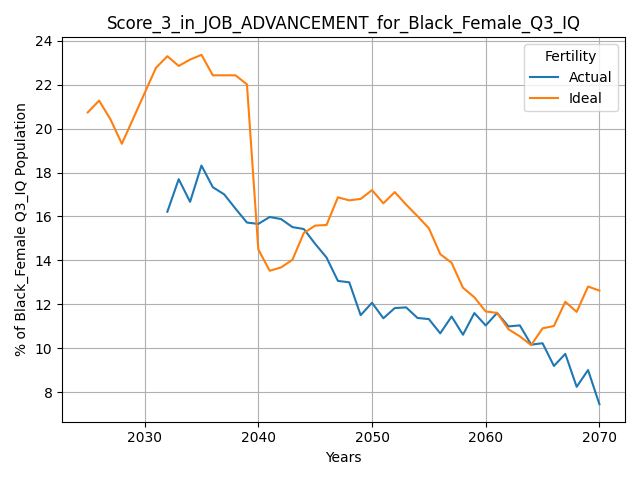 Score_3_in_JOB_ADVANCEMENT_for_Black_Female_Q3_IQ
% of Black_Female Q3_IQ Population
24
22
20
18
16
14
12
10
8
Fertility
Actual
Ideal
2030
2040
2050
2060
2070
Years